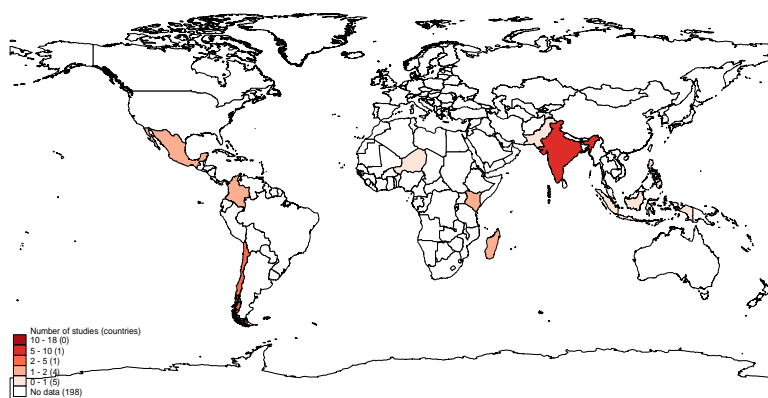 Number of studies (countries)
10 - 18 (0)
5 - 10 (1)
2 - 5 (1)
1 - 2 (4)
0 - 1 (5)
No data (198)